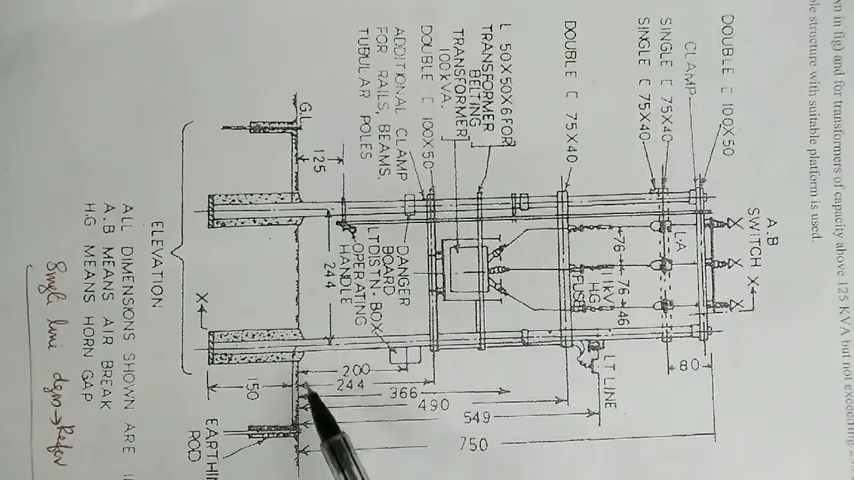 wn in fig) and for transformers of capacity above 125 KVA but not exceeding
ble structure with suitable platform is used.
A.B
SWITCH X
DOUBLE [ 100X50
CLAMP
SINGLE [ 75X40
SINGLE [ 75X40
DOUBLE [ 75X40
L 50X50X6 FOR
TRANSFORMER
BELTING
TRANSFORMER
100 KVA.
DOUBLE [ 100X50
ADDITIONAL CLAMP
FOR RAILS, BEAMS.
TUBULAR POLES
G.L
125
L.A
76
76
46
11KV
H.G
FUSE
80
LT LINE
DANGER
BOARD
LT DISTN-BOX
OPERATING
HANDLE
244
200
244
366
490
549
750
150
X
EARTHIN
ROD
ELEVATION
ALL DIMENSIONS SHOWN ARE I
A.B MEANS AIR BREAK
H.G MEANS HORN GAP
Single line dgm→Refer